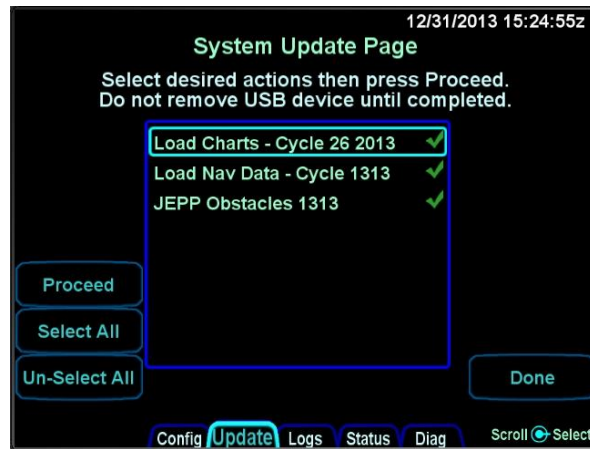 12/31/2013 15:24:55z
System Update Page
Select desired actions then press Proceed.
Do not remove USB device until completed.
Load Charts - Cycle 26 2013
Load Nav Data - Cycle 1313
JEPP Obstacles 1313
Proceed
Select All
Un-Select All
Done
Config Update Logs Status Diag Scroll Select